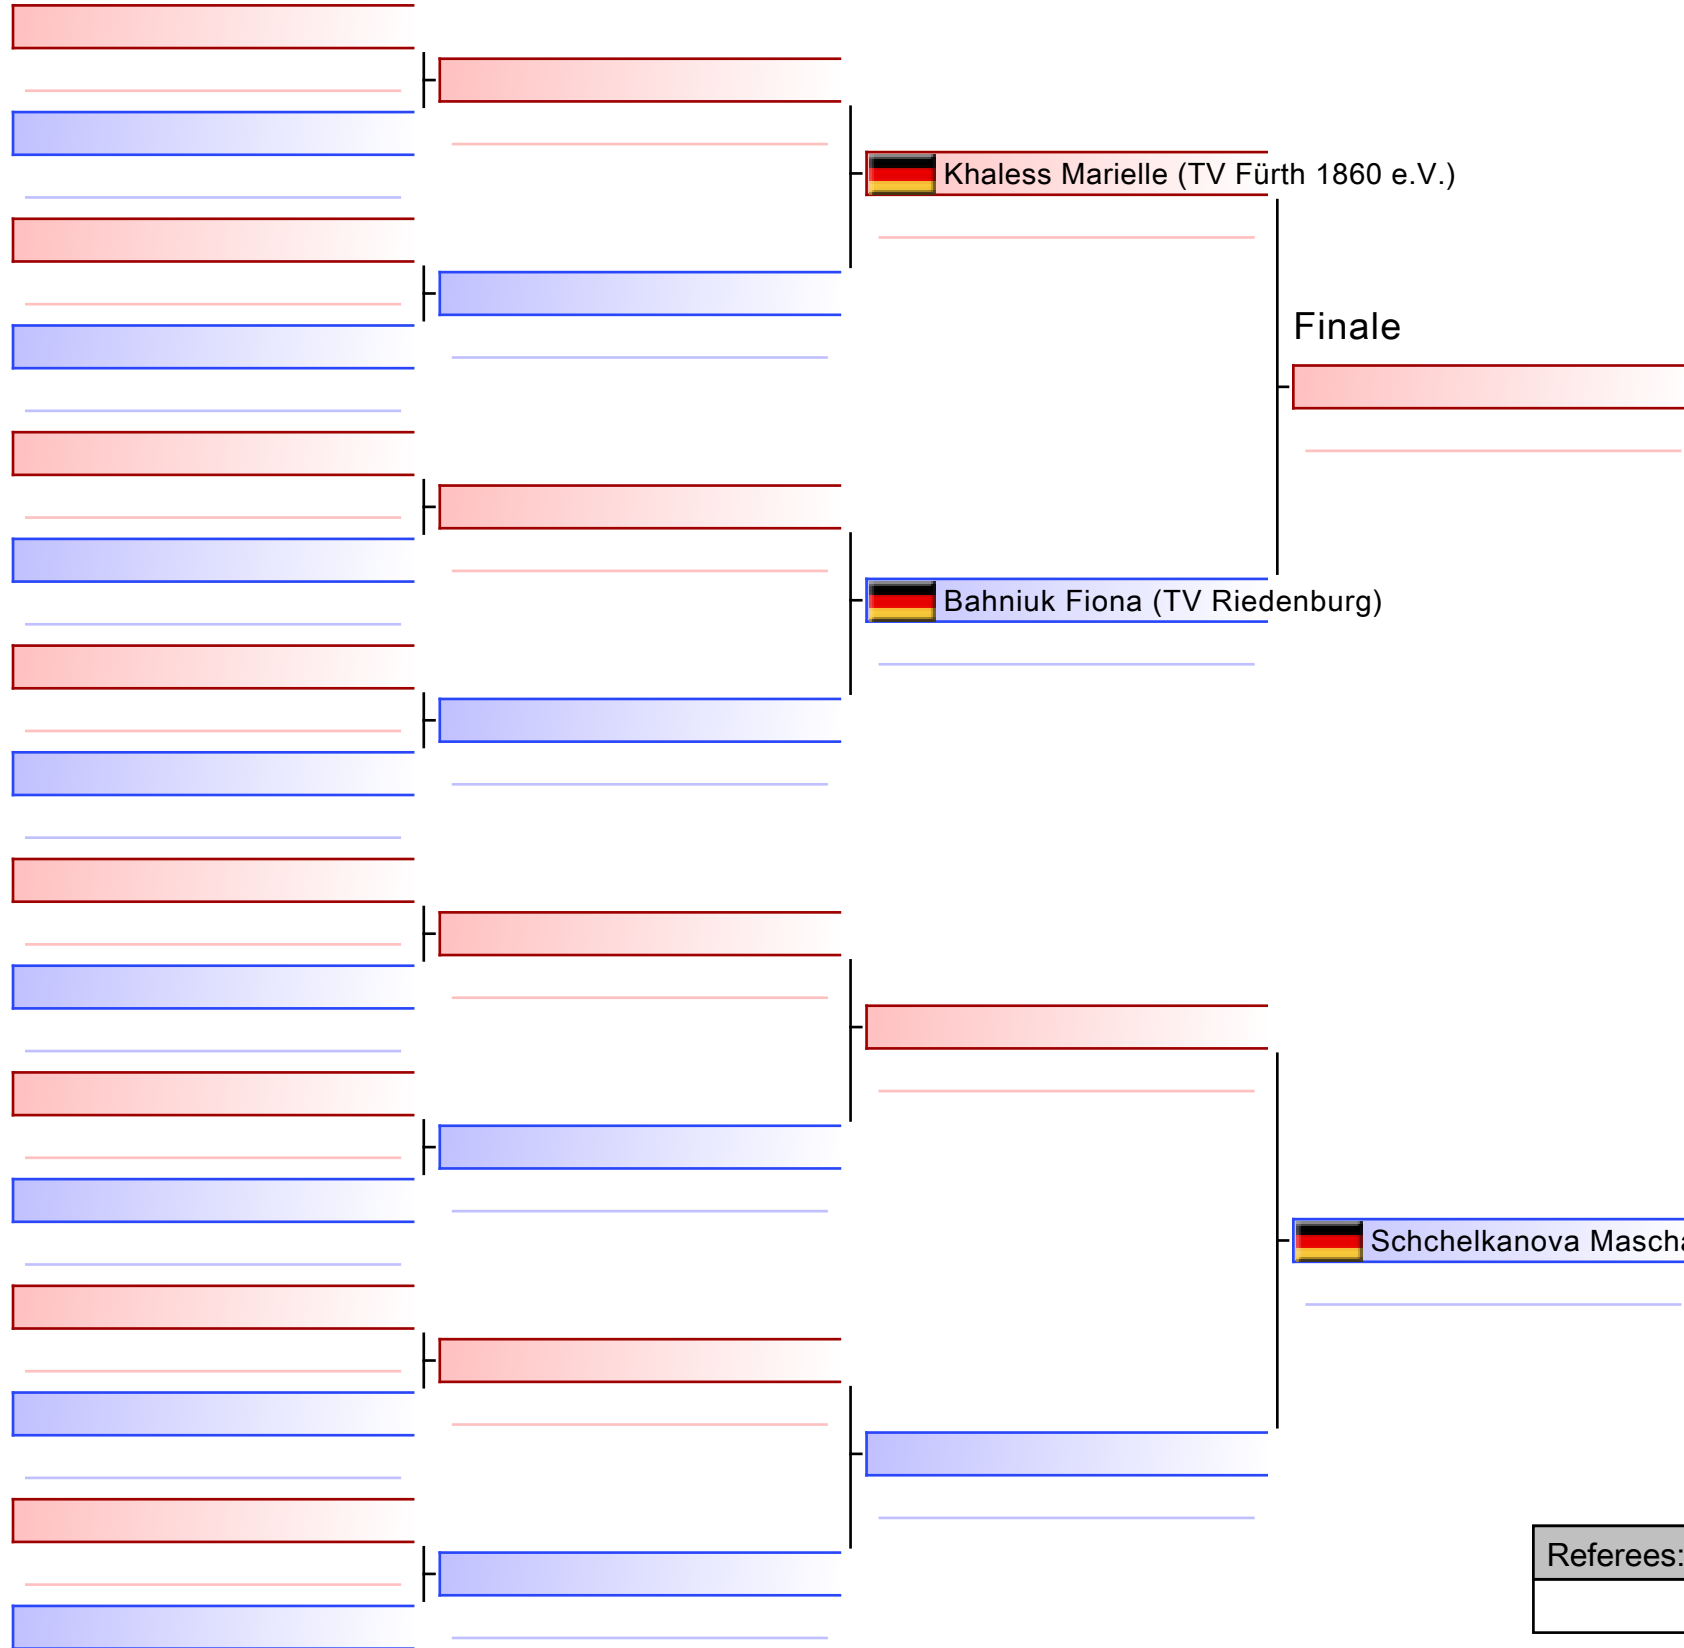 Khaless Marielle (TV Fürth 1860 e.V.)
Finale
Bahniuk Fiona (TV Riedenburg)
Schchelkanova Mascha
Referees: